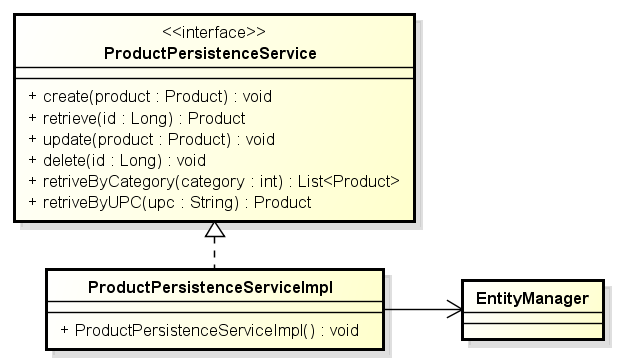 <<interface>>
ProductPersistenceService
+ create(product : Product) : void
+ retrieve(id : Long) : Product
+ update(product : Product) : void
+ delete(id : Long) : void
+ retriveByCategory(category : int) : List<Product>
+ retriveByUPC(upc : String) : Product
ProductPersistenceServiceImpl
+ ProductPersistenceServiceImpl() : void
EntityManager